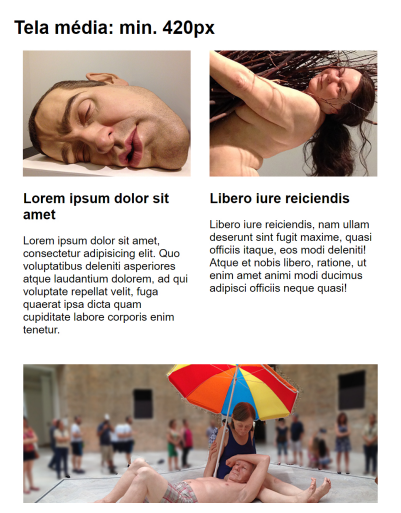 Tela média: min. 420px
Lorem ipsum dolor sit
amet
Lorem ipsum dolor sit amet,
consectetur adipisicing elit. Quo
voluptatibus deleniti asperiores
atque laudantium dolorem, ad qui
voluptate repellat velit, fuga
quaerat ipsa dicta quam
cupiditate labore corporis enim
tenetur.
Libero iure reiciendis
Libero iure reiciendis, nam ullam
deserunt sint fugit maxime, quasi
officiis itaque, eos modi deleniti!
Atque et nobis libero, ratione, ut
enim amet animi modi ducimus
adipisci officiis neque quasi!